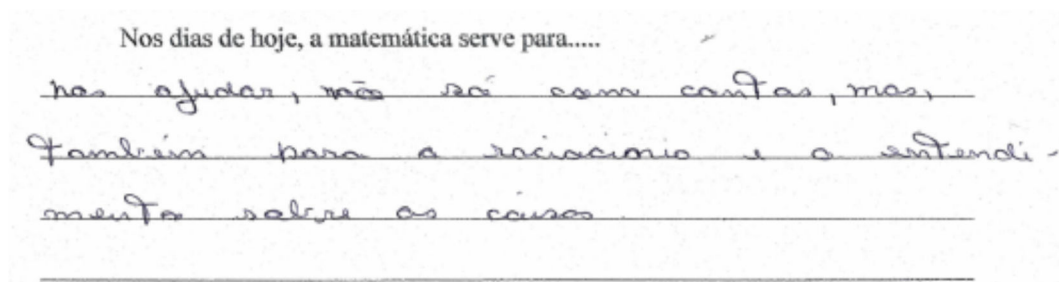 Nos dias de hoje, a matemática serve para.....
nos ajudar, não só com contas, mas,
também para o raciocionio e o entendi-
mento sobre as coisas